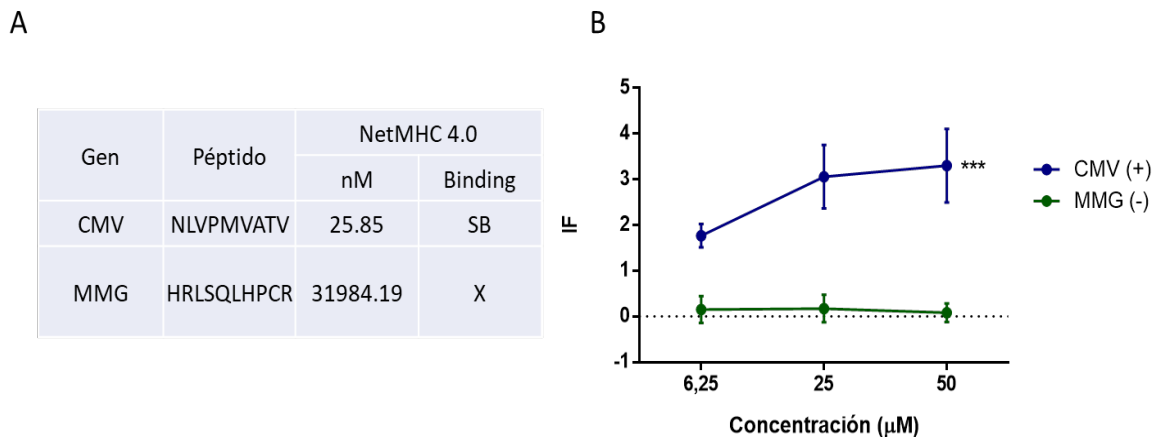 A
Gen Péptido NetMHC 4.0
nM Binding
CMV NLVPMVATV 25.85 SB
MMG HRLSQLHPCR 31984.19 X
B
IF
5
4
3
2
1
0
-1
6,25 25 50
Concentración (μM)
***
CMV (+)
MMG (-)